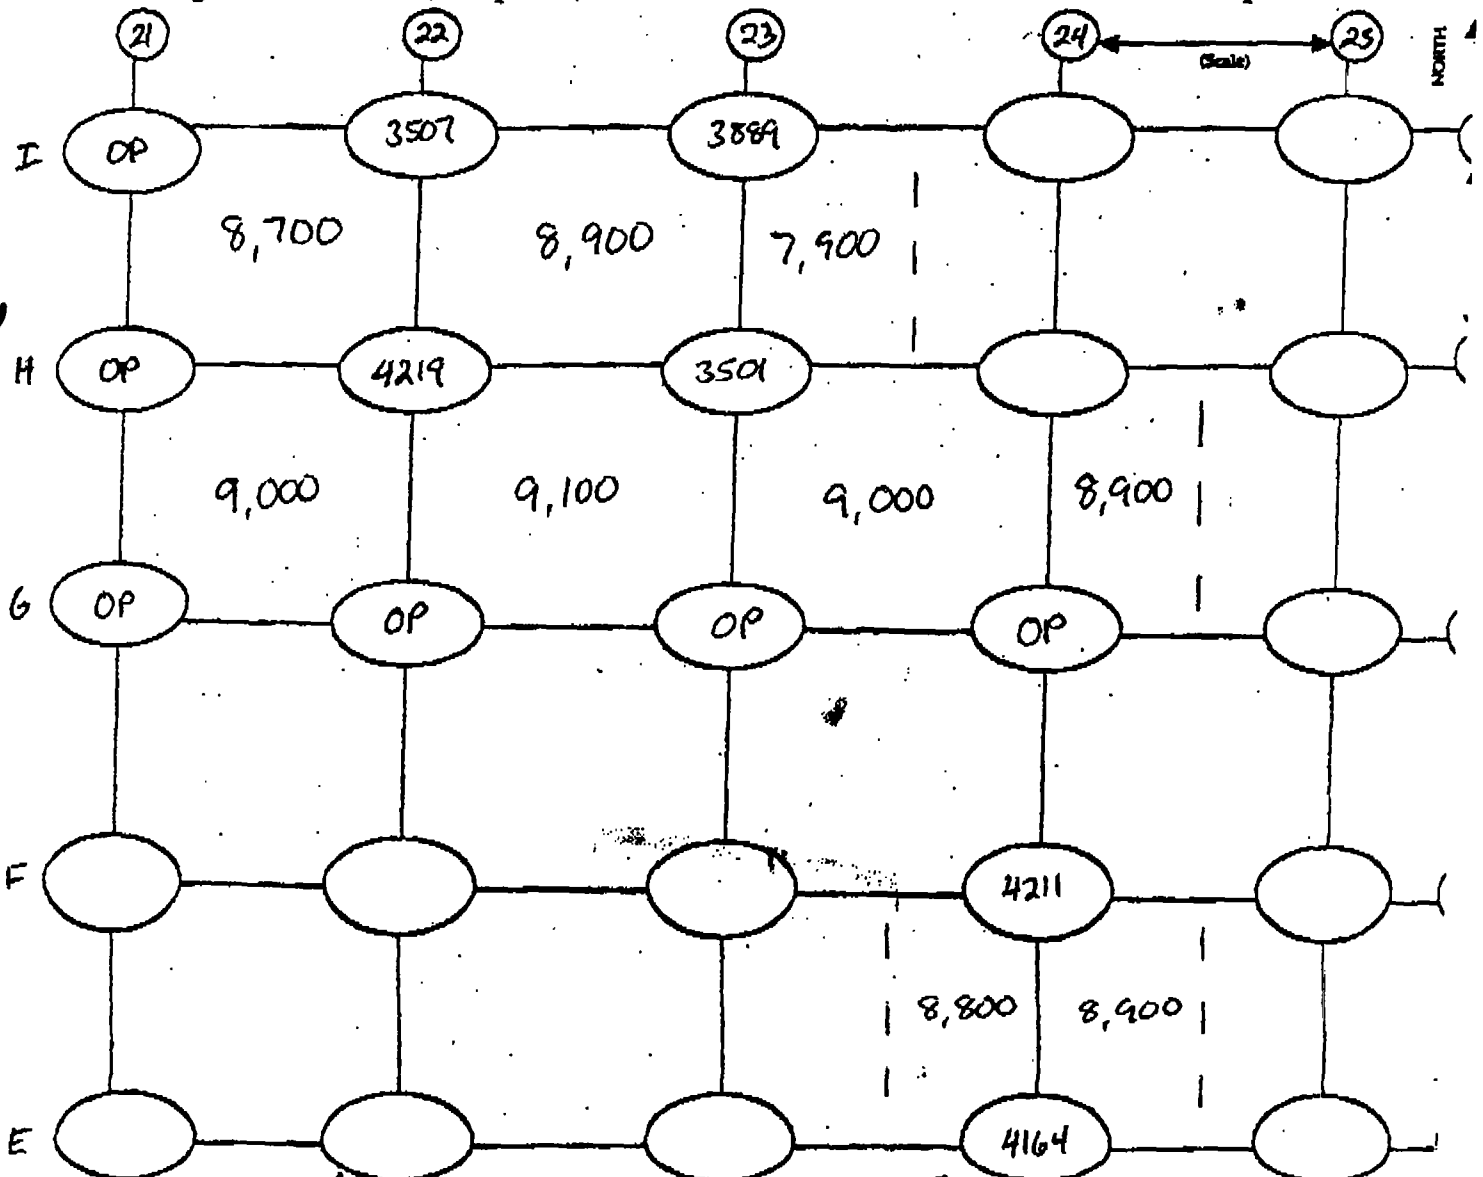 21 22 23 24 25
(Scale)
NORTH
I OP 3507 3889
8,700 8,900 7,900
H OP 4219 3501
9,000 9,100 9,000 8,900
G OP OP OP OP
F 4211
8,800 8,900
E 4164